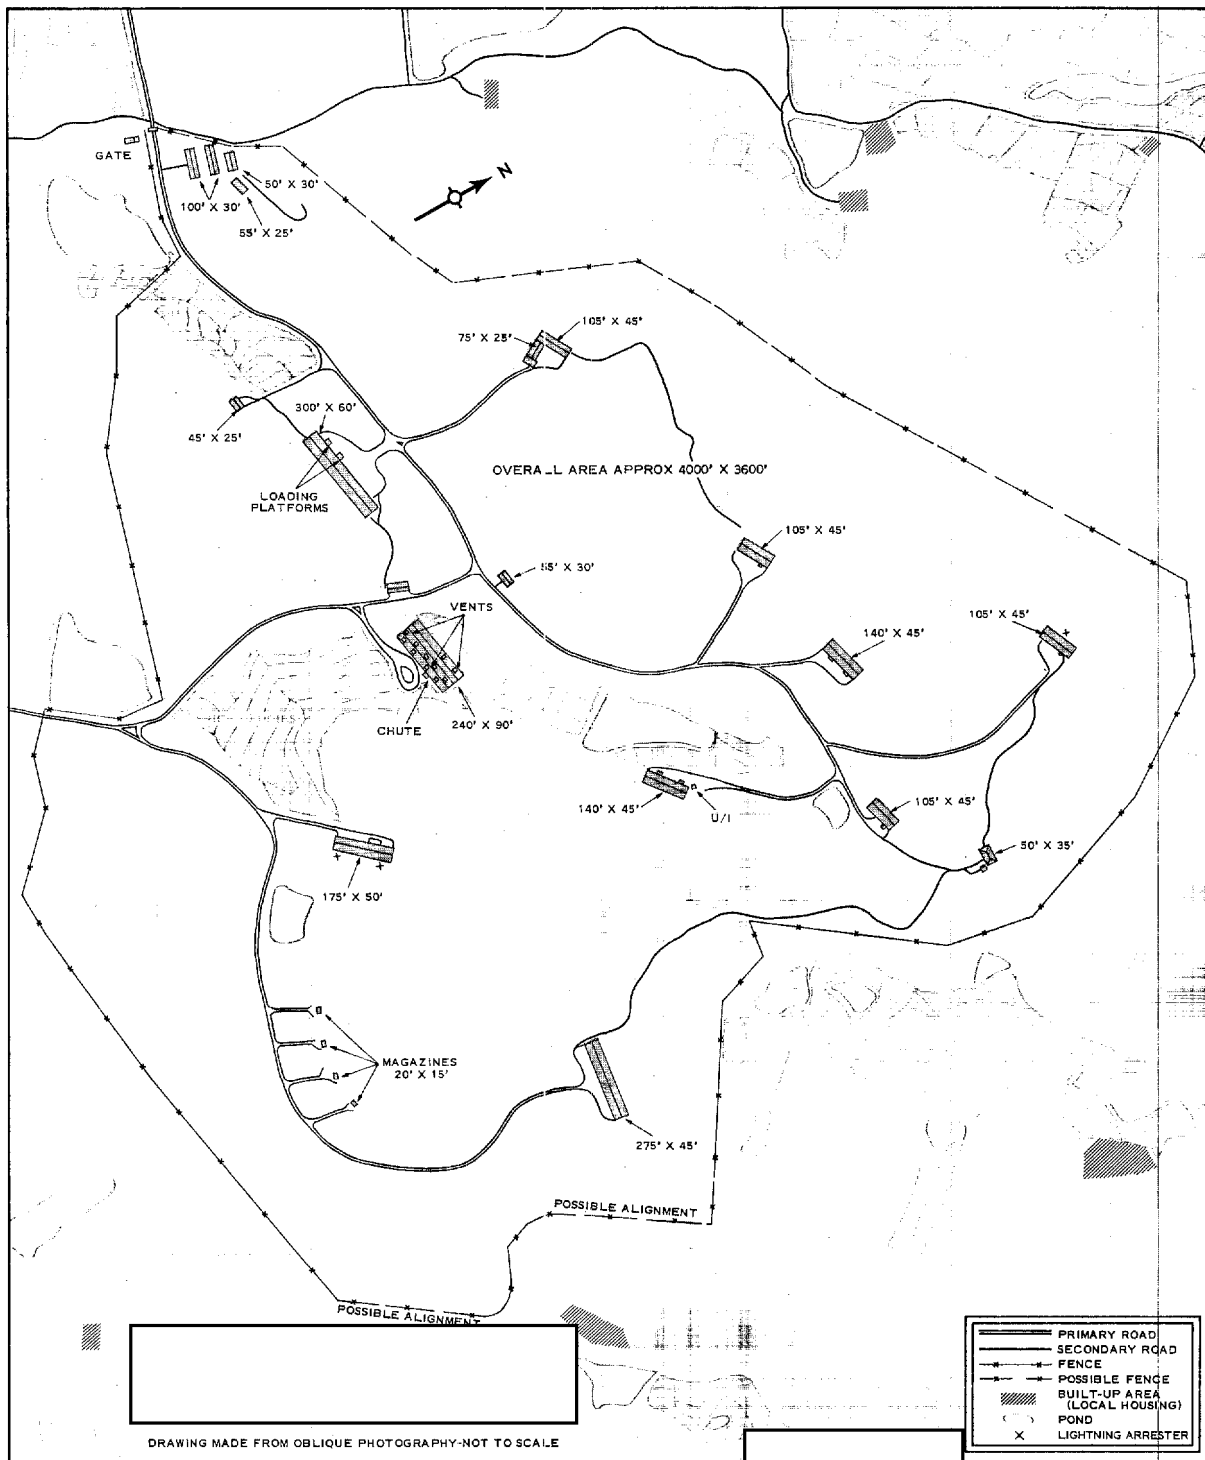 GATE
N
50' X 30'
100' X 30'
55' X 25'
105' X 45'
75' X 25'
300' X 60'
45' X 25'
OVERALL AREA APPROX 4000' X 3600'
LOADING
PLATFORMS
105' X 45'
55' X 30'
VENTS
105' X 45'
140' X 45'
CHUTE
240' X 90'
140' X 45'
U/I
105' X 45'
50' X 35'
175' X 50'
MAGAZINES
20' X 15'
275' X 45'
POSSIBLE ALIGNMENT
POSSIBLE ALIGNMENT
PRIMARY ROAD
SECONDARY ROAD
FENCE
POSSIBLE FENCE
BUILT-UP AREA
(LOCAL HOUSING)
POND
LIGHTNING ARRESTER
DRAWING MADE FROM OBLIQUE PHOTOGRAPHY-NOT TO SCALE